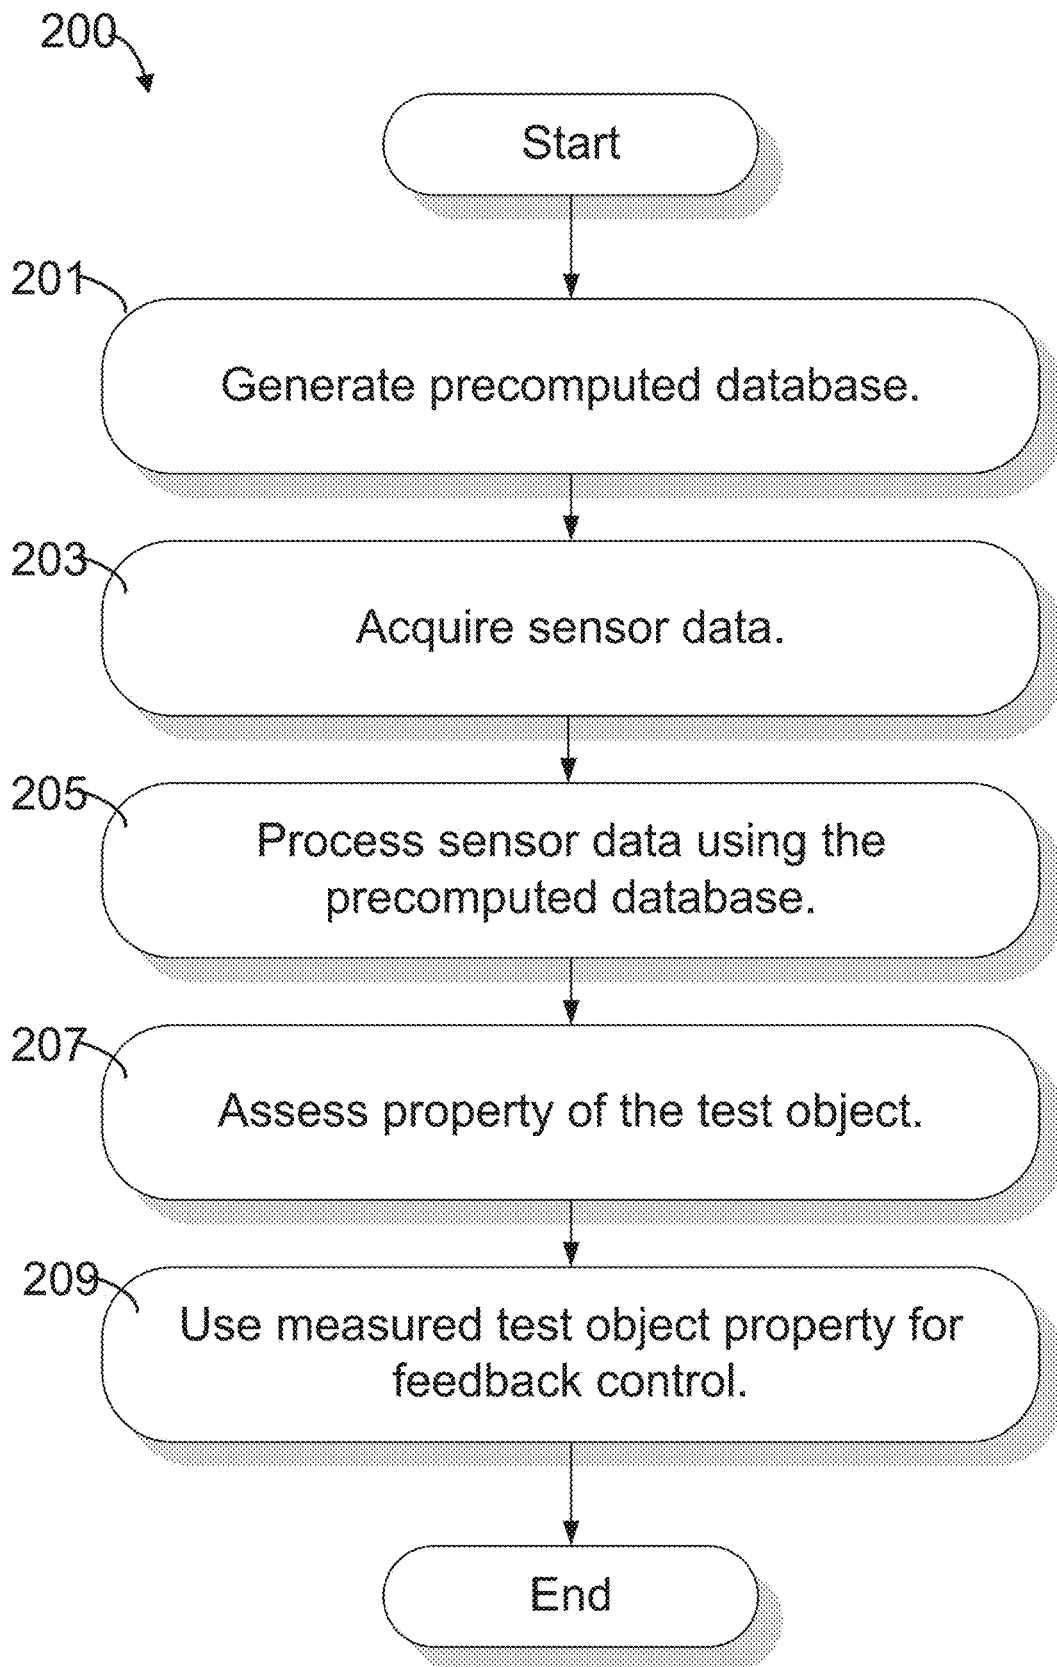 200
Start
201
Generate precomputed database.
203
Acquire sensor data.
205
Process sensor data using the
precomputed database.
207
Assess property of the test object.
209
Use measured test object property for
feedback control.
End